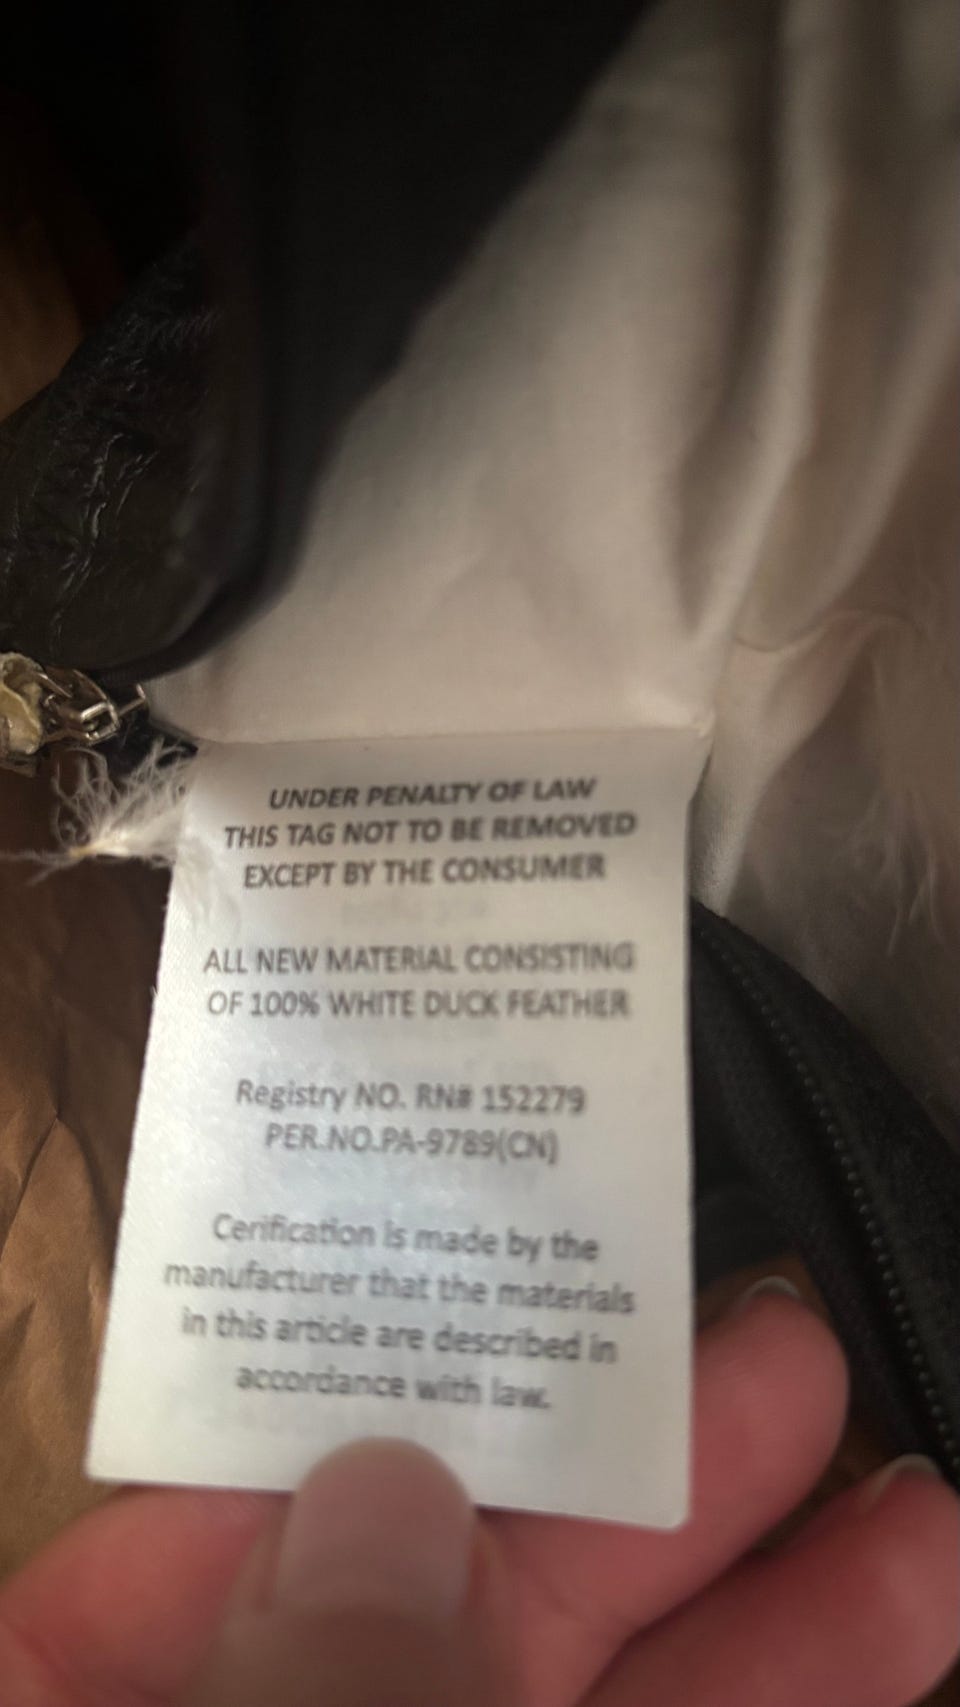 UNDER PENALTY OF LAW
THIS TAG NOT TO BE REMOVED
EXCEPT BY THE CONSUMER
ALL NEW MATERIAL CONSISTING
OF 100% WHITE DUCK FEATHER
Registry NO. RN# 152279
PER.NO.PA-9789(CN)
Cerification is made by the
manufacturer that the materials
in this article are described in
accordance with law.